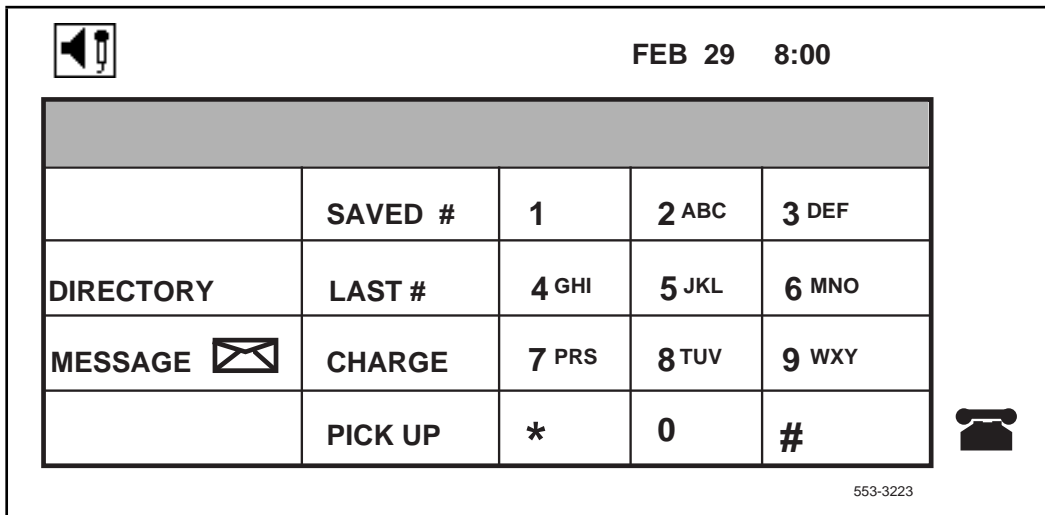 FEB 29 8:00
SAVED # 1 2 ABC 3 DEF
DIRECTORY LAST # 4 GHI 5 JKL 6 MNO
MESSAGE CHARGE 7 PRS 8 TUV 9 WXY
PICK UP * 0 #
553-3223